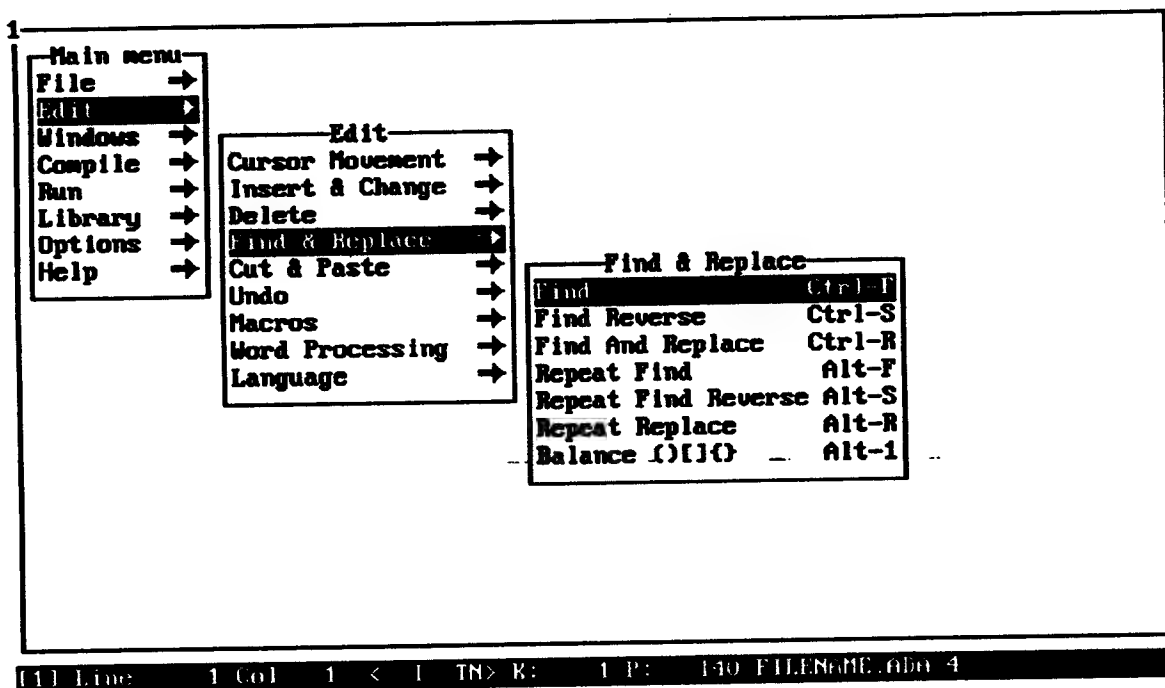 1
Main menu
File
Edit
Windows
Compile
Run
Library
Options
Help
Edit
Cursor Movement
Insert & Change
Delete
Find & Replace
Cut & Paste
Undo
Macros
Word Processing
Language
Find & Replace
Find Ctrl-F
Find Reverse Ctrl-S
Find And Replace Ctrl-R
Repeat Find Alt-F
Repeat Find Reverse Alt-S
Repeat Replace Alt-R
Balance ()[]{} Alt-1
[1] Line 1 Col 1 < I TN> K: 1 P: 140 FILENAME.ADA 4